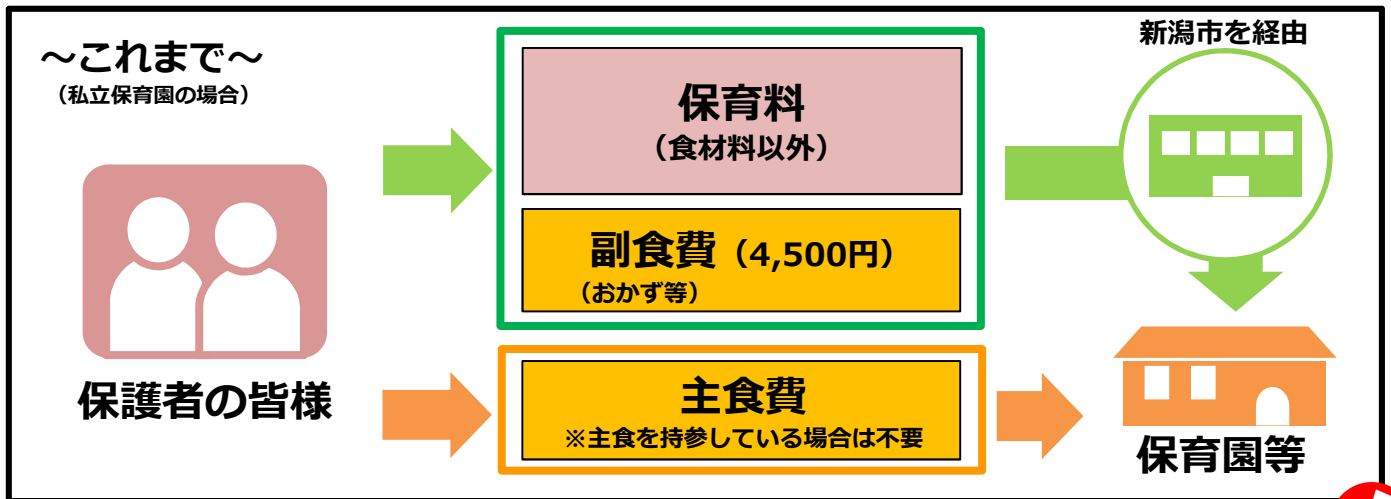 ~これまで~
（私立保育園の場合）
保護者の皆様
保育料
（食材料以外）
副食費（4,500円）
（おかず等）
主食費
※主食を持参している場合は不要
新潟市を経由
保育園等